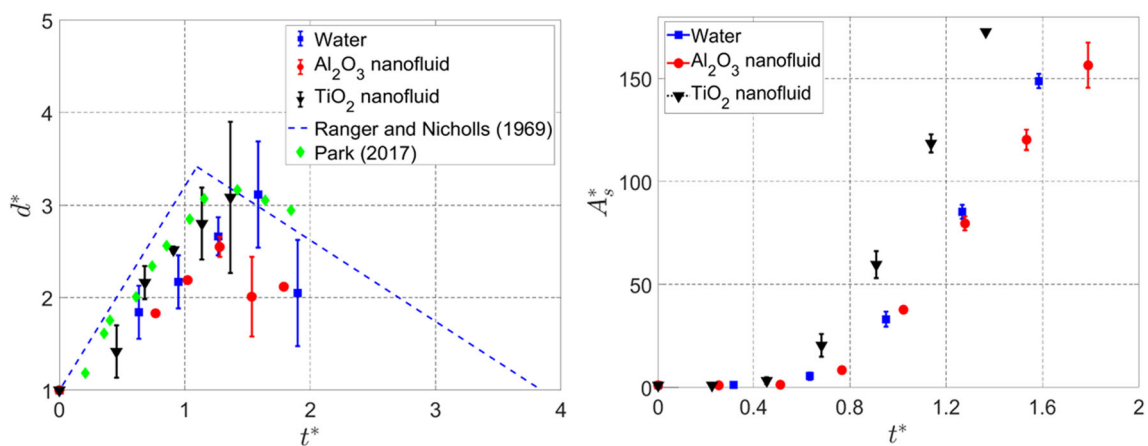 5
4
3
2
1
d*
0
1
2
3
4
t*
Water
Al₂O₃ nanofluid
TiO₂ nanofluid
Ranger and Nicholls (1969)
Park (2017)
150
100
50
0
A*ₛ
0
0.4
0.8
1.2
1.6
2
t*
Water
Al₂O₃ nanofluid
TiO₂ nanofluid